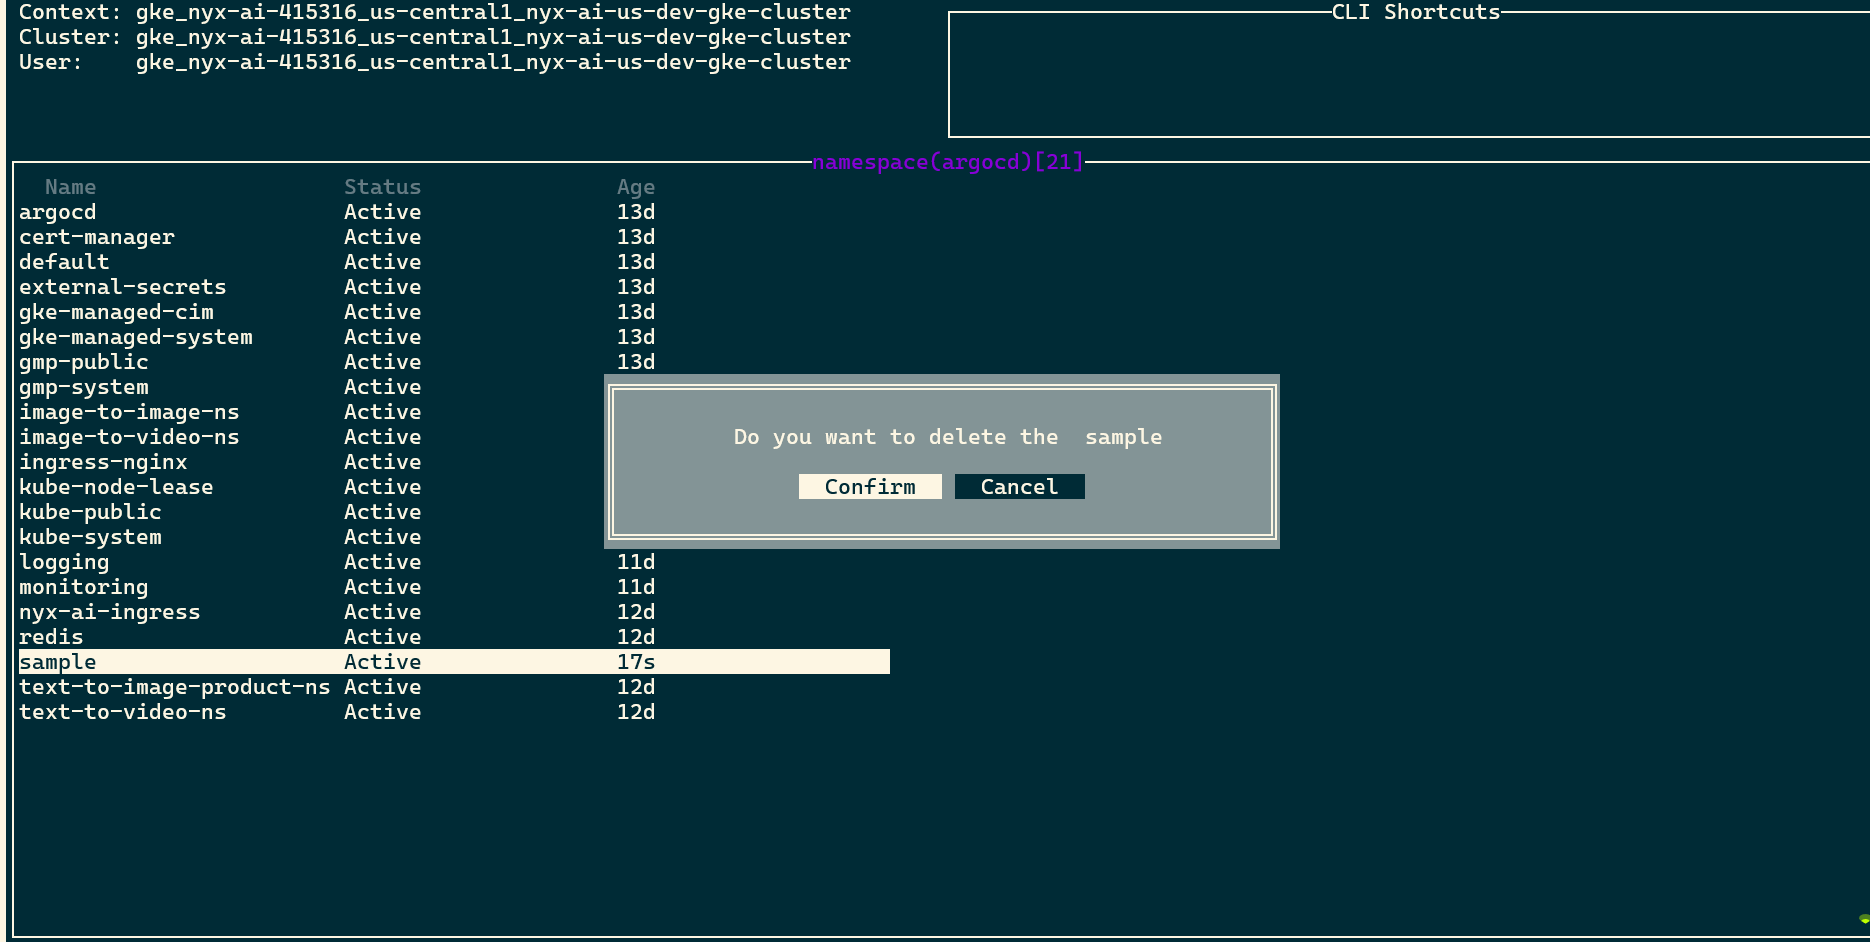 Context: gke_nyx-ai-415316_us-central1_nyx-ai-us-dev-gke-cluster
Cluster: gke_nyx-ai-415316_us-central1_nyx-ai-us-dev-gke-cluster
User: gke_nyx-ai-415316_us-central1_nyx-ai-us-dev-gke-cluster
CLI Shortcuts
namespace(argocd)[21]
Name Status Age
argocd Active 13d
cert-manager Active 13d
default Active 13d
external-secrets Active 13d
gke-managed-cim Active 13d
gke-managed-system Active 13d
gmp-public Active 13d
gmp-system Active
image-to-image-ns Active
image-to-video-ns Active
ingress-nginx Active
kube-node-lease Active
kube-public Active
kube-system Active
logging Active 11d
monitoring Active 11d
nyx-ai-ingress Active 12d
redis Active 12d
sample Active 17s
text-to-image-product-ns Active 12d
text-to-video-ns Active 12d
Do you want to delete the  sample
Confirm Cancel